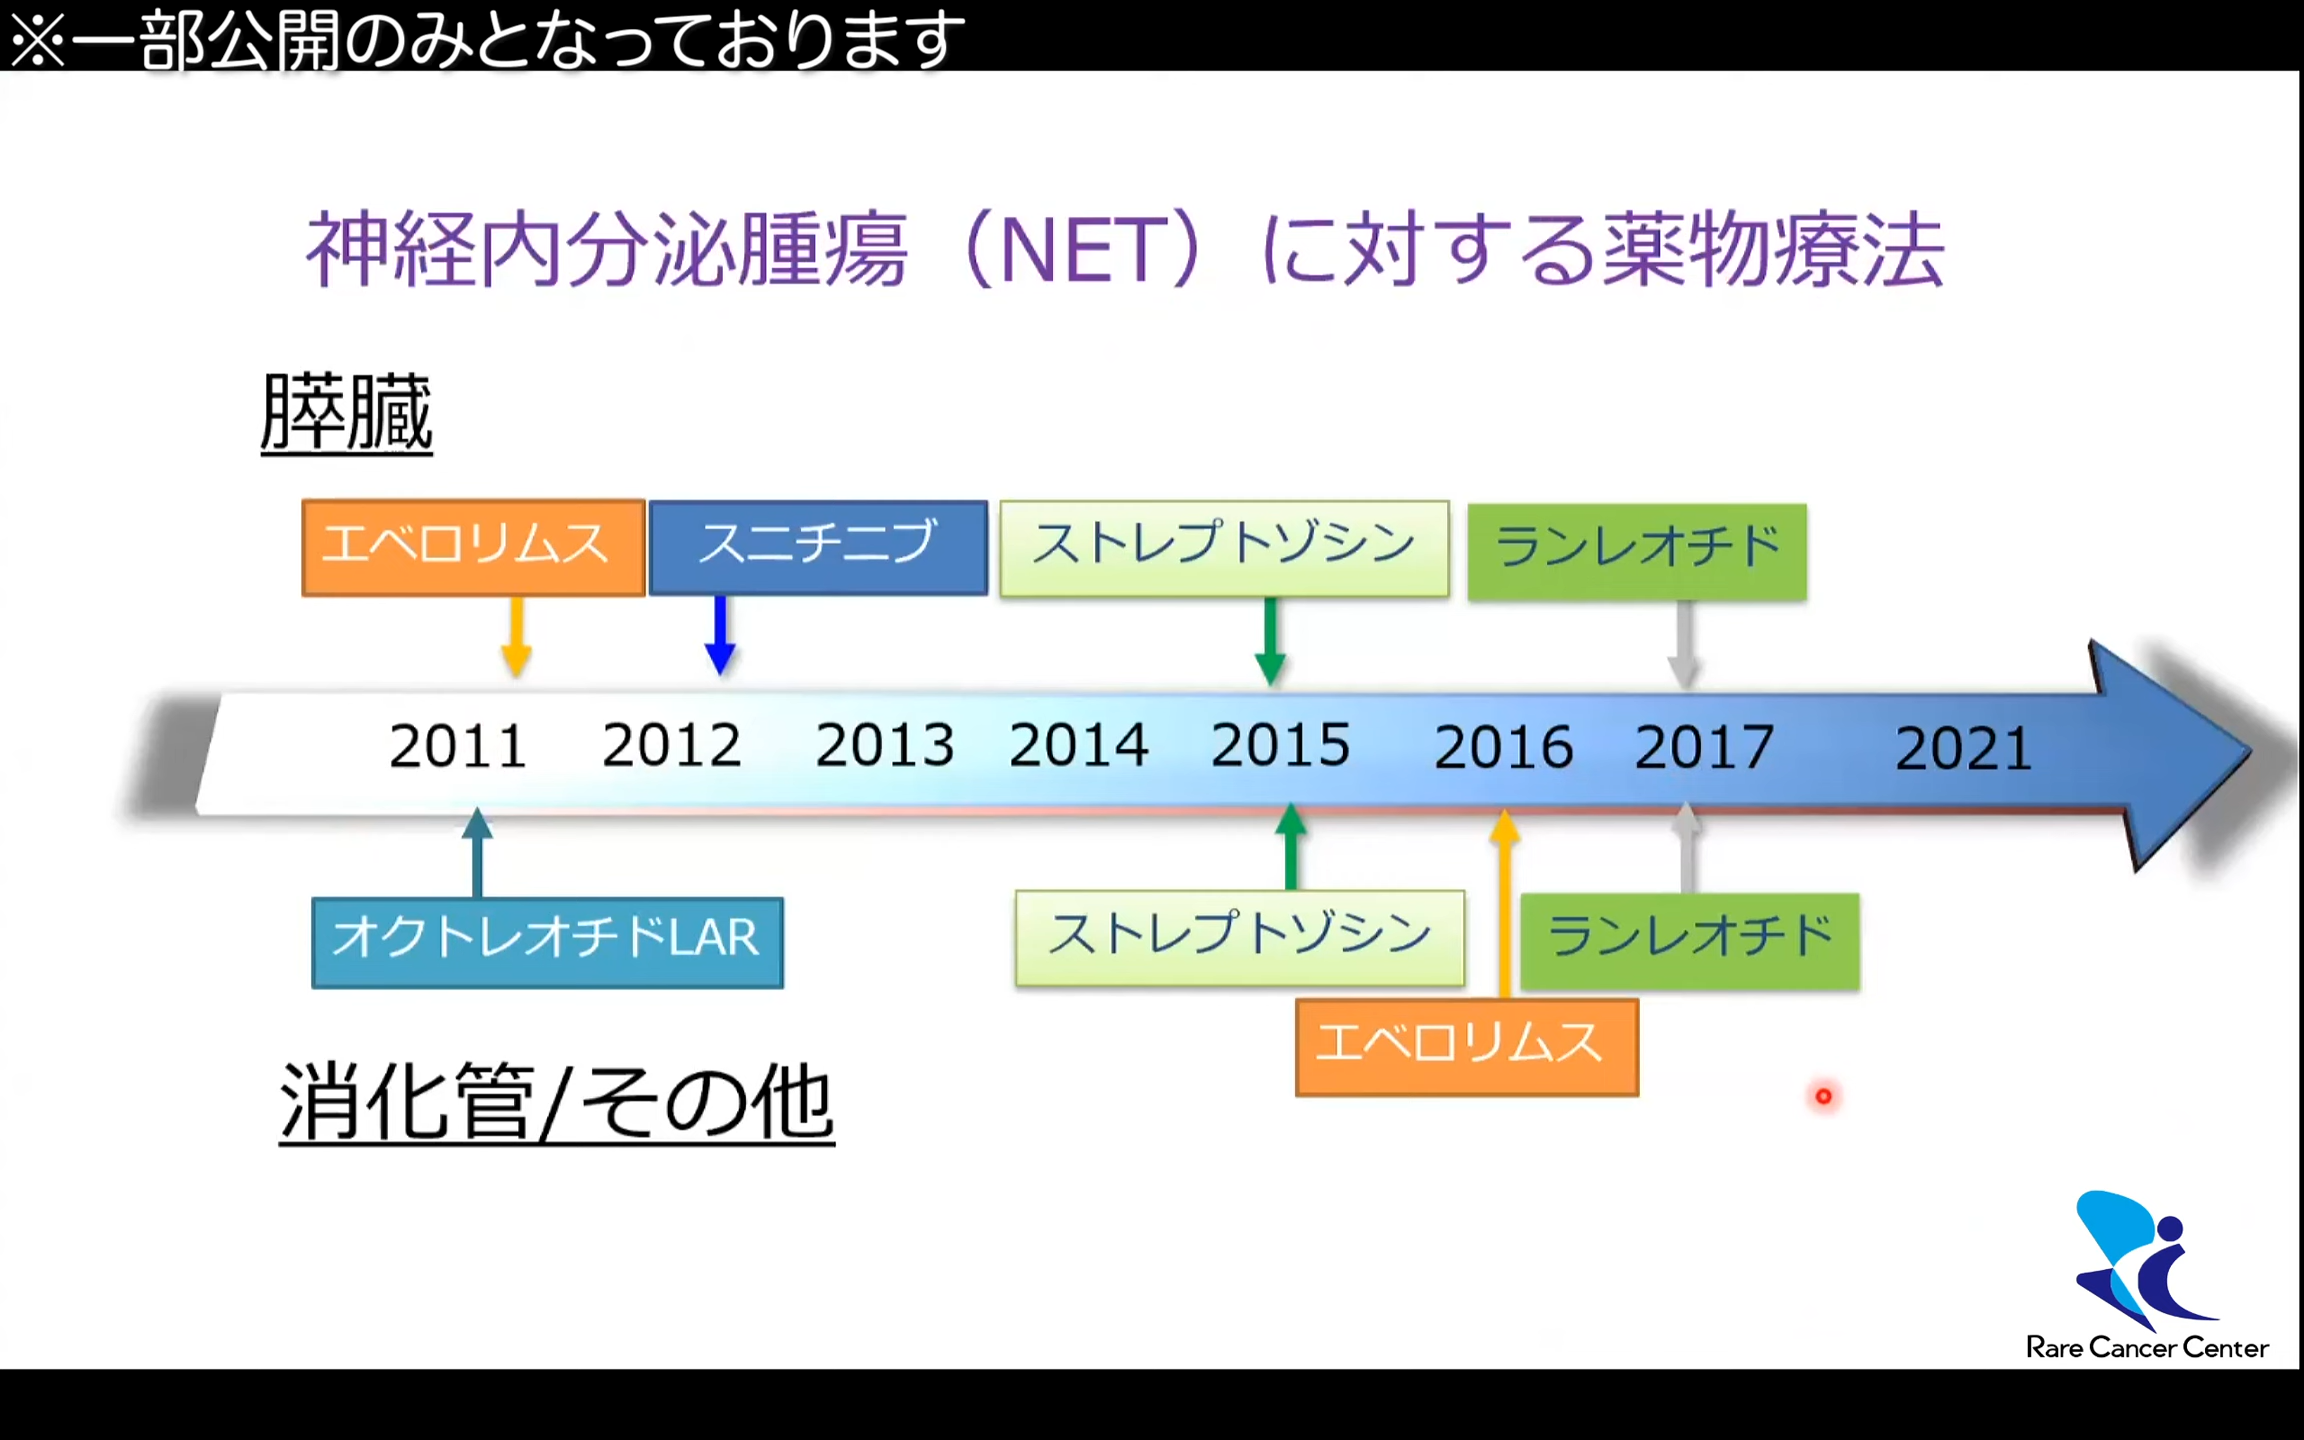 ※一部公開のみとなっております
神経内分泌腫瘍（NET）に対する薬物療法
膵臓
エベロリムス
スニチニブ
ストレプトゾシン
ランレオチド
2011 2012 2013 2014 2015 2016 2017 2021
オクトレオチドLAR
ストレプトゾシン
ランレオチド
エベロリムス
消化管/その他
Rare Cancer Center